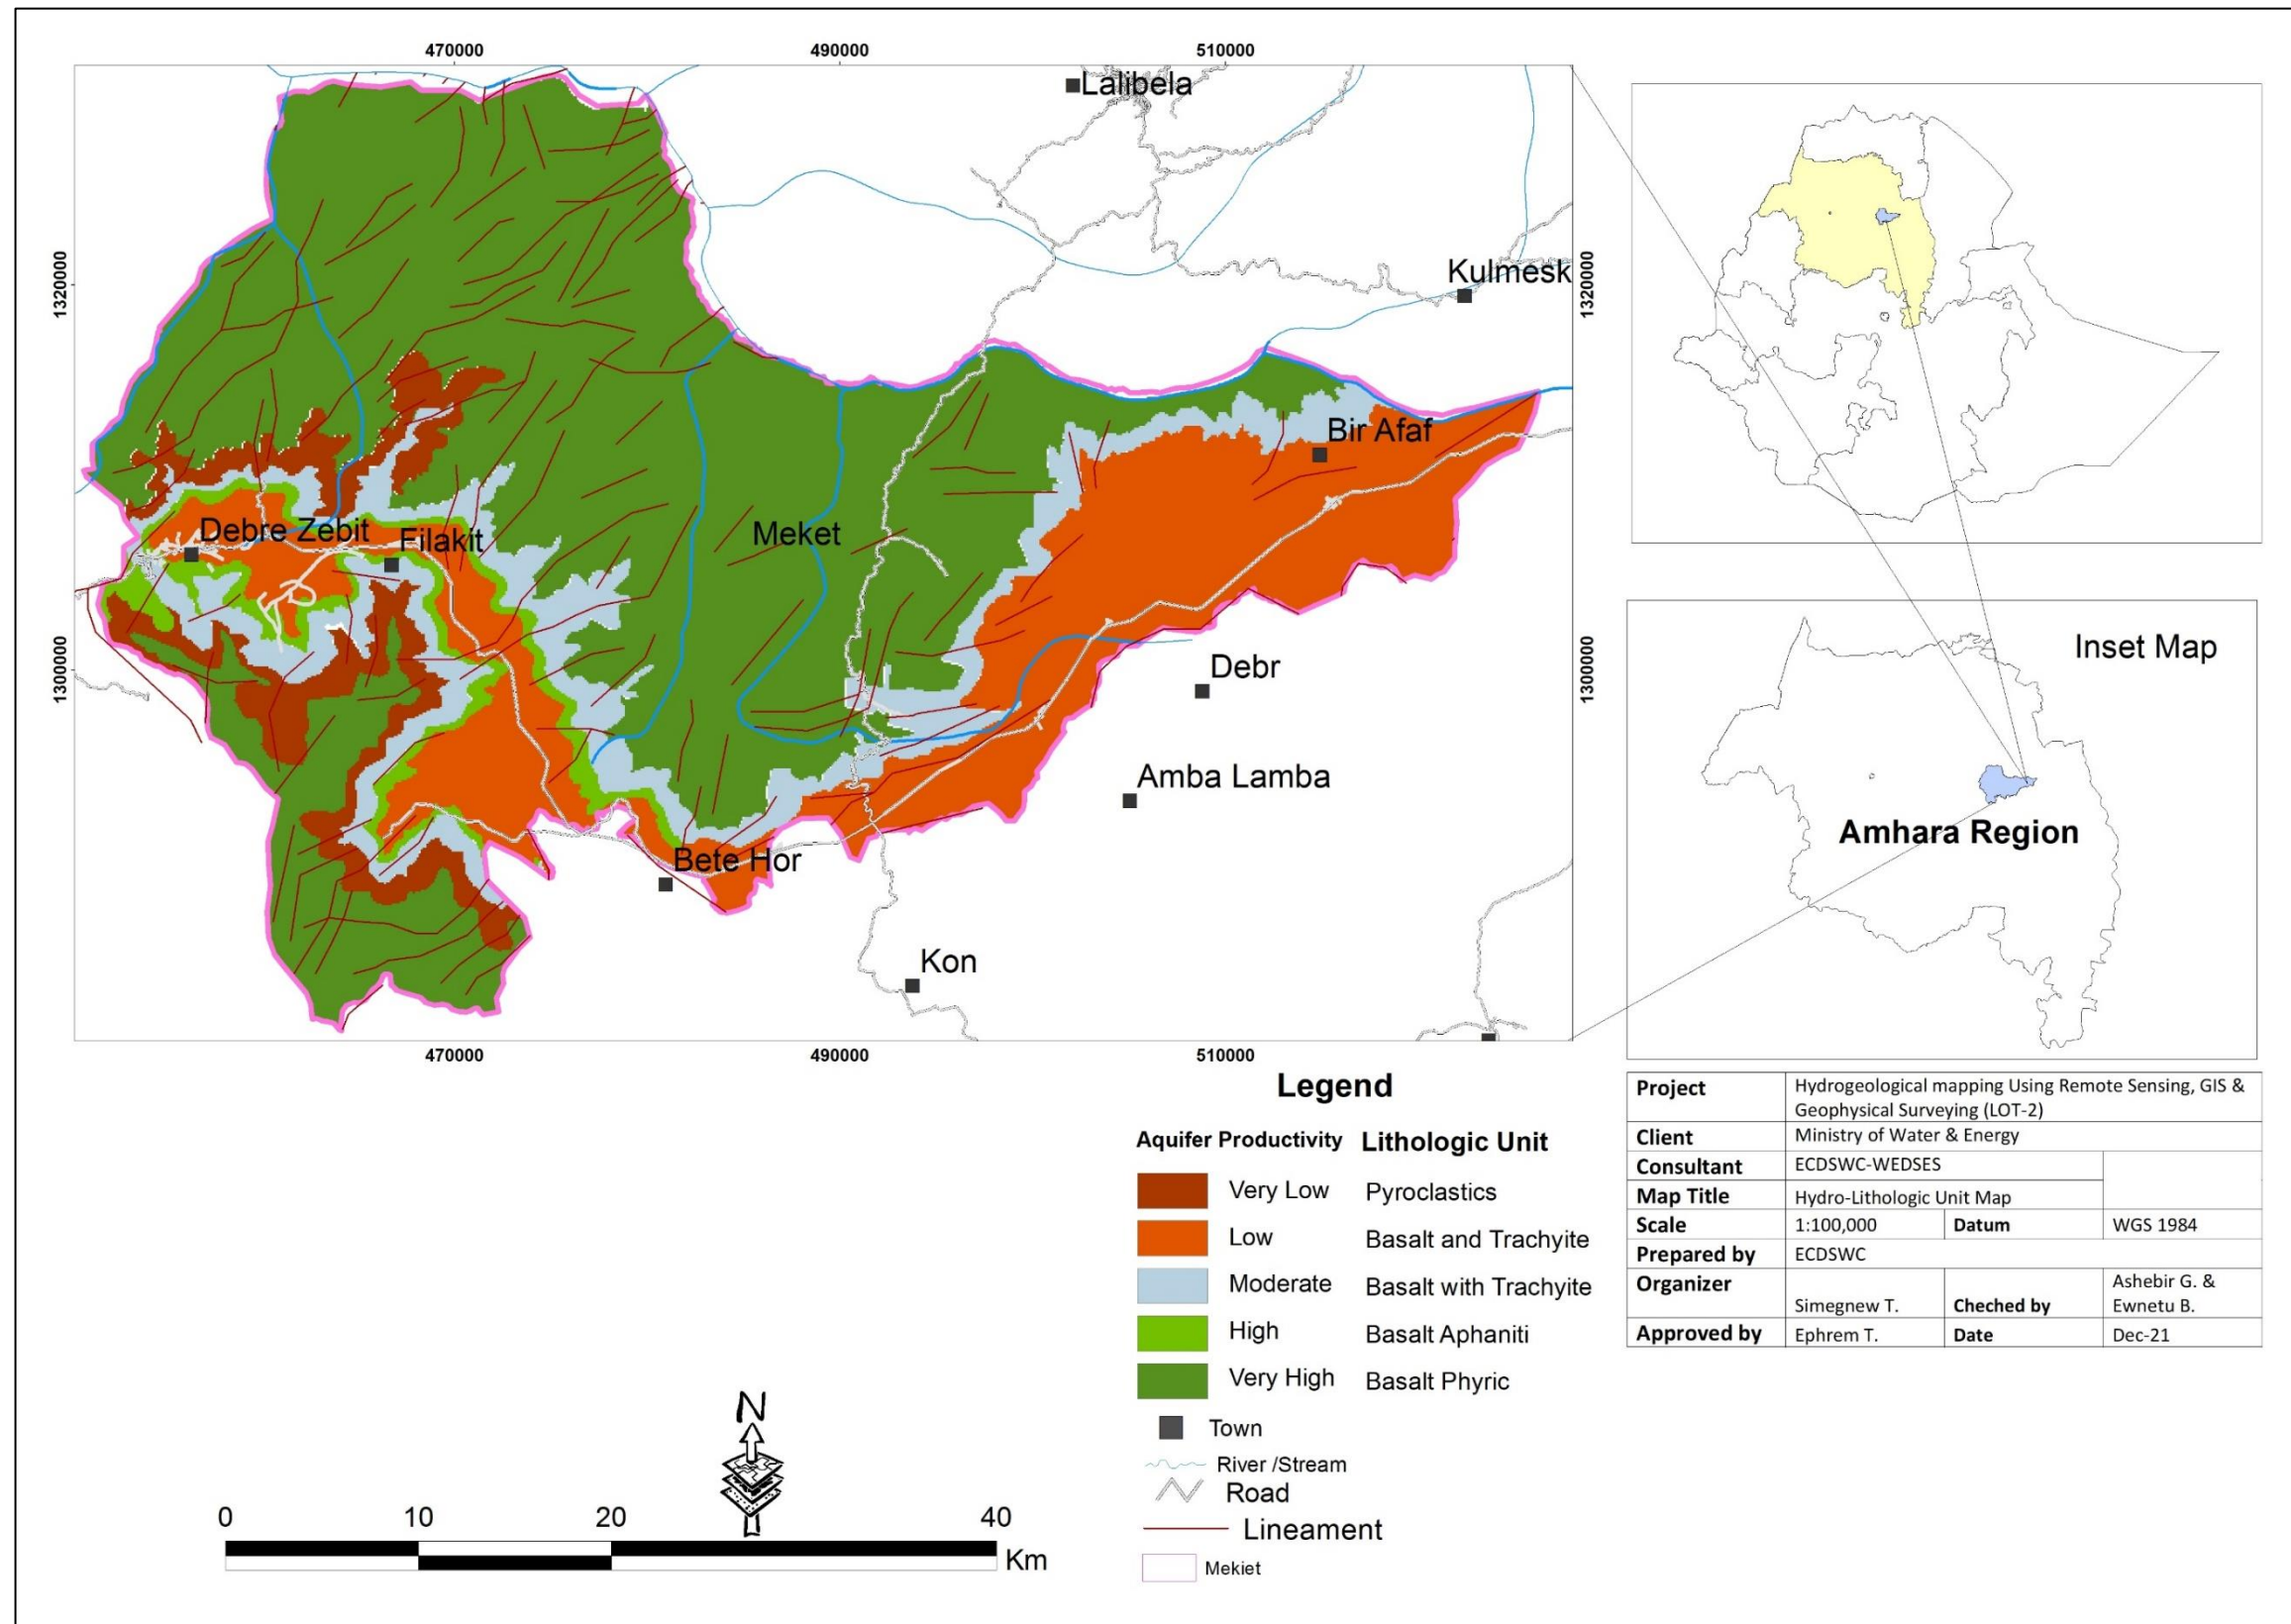 470000 490000 510000
Lalibela
Kulmesk
1320000 1320000
Bir Afaf
Debre Zebit
Filakit
Meket
1300000 1300000
Debr
Amba Lamba
Bete Hor
Kon
470000 490000 510000
Inset Map
Amhara Region
Legend
Aquifer Productivity Lithologic Unit
Very Low Pyroclastics
Low Basalt and Trachyite
Moderate Basalt with Trachyite
High Basalt Aphaniti
Very High Basalt Phyric
Town
River /Stream
Road
Lineament
Mekiet
N
0 10 20 40
Km
Project Hydrogeological mapping Using Remote Sensing, GIS &
Geophysical Surveying (LOT-2)
Client Ministry of Water & Energy
Consultant ECDSWC-WEDSES
Map Title Hydro-Lithologic Unit Map
Scale 1:100,000 Datum WGS 1984
Prepared by ECDSWC
Organizer Simegnew T. Cheched by Ashebir G. &
Ewnetu B.
Approved by Ephrem T. Date Dec-21